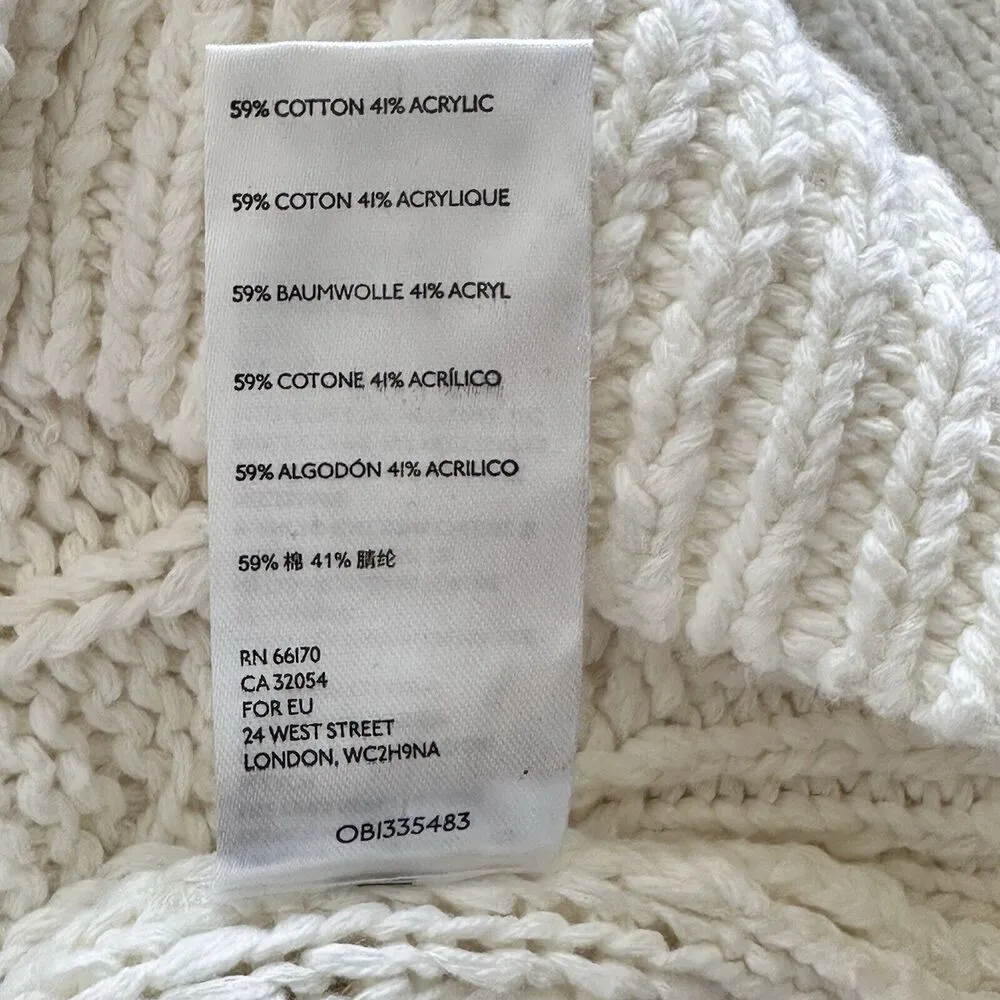 59% COTTON 41% ACRYLIC
59% COTON 41% ACRYLIQUE
59% BAUMWOLLE 41% ACRYL
59% COTONE 41% ACRÍLICO
59% ALGODÓN 41% ACRILICO
59% 棉 41% 腈纶
RN 66170
CA 32054
FOR EU
24 WEST STREET
LONDON, WC2H9NA
OB1335483